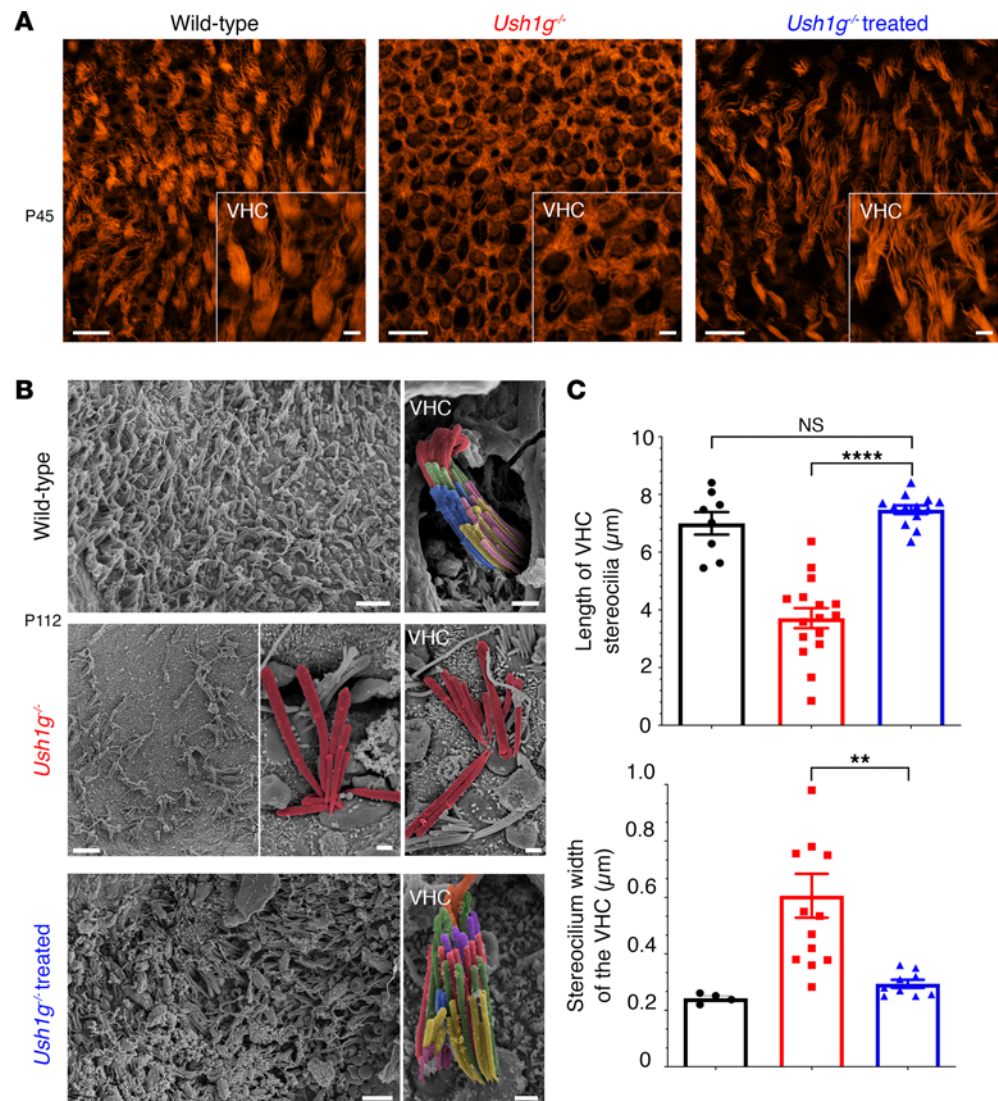 A
Wild-type
Ush1g-/-
Ush1g-/- treated
P45
VHC
VHC
VHC
B
Wild-type
VHC
P112
Ush1g-/-
VHC
Ush1g-/- treated
VHC
C
NS
****
10
8
6
4
2
0
Length of VHC
stereocilia (µm)
**
1.0
0.8
0.6
0.4
0.2
0
Stereocilium width
of the VHC (µm)